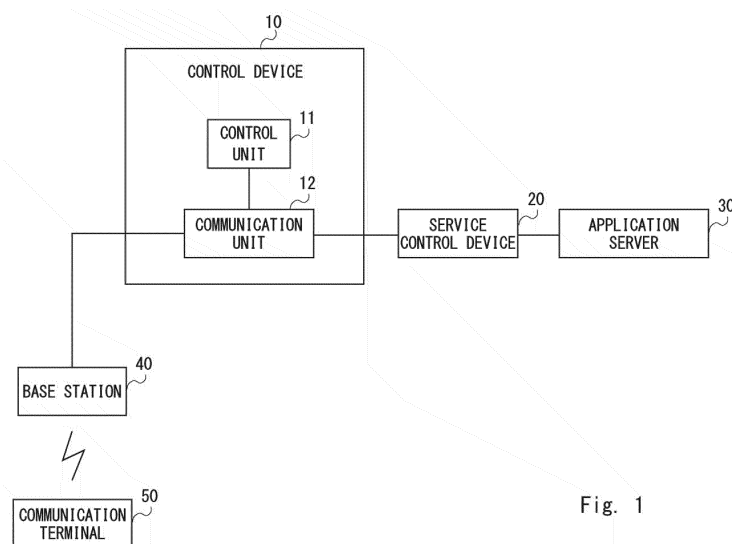 10
CONTROL DEVICE
11
CONTROL
UNIT
12
COMMUNICATION
UNIT
20
SERVICE
CONTROL DEVICE
30
APPLICATION
SERVER
40
BASE STATION
50
COMMUNICATION
TERMINAL
Fig. 1